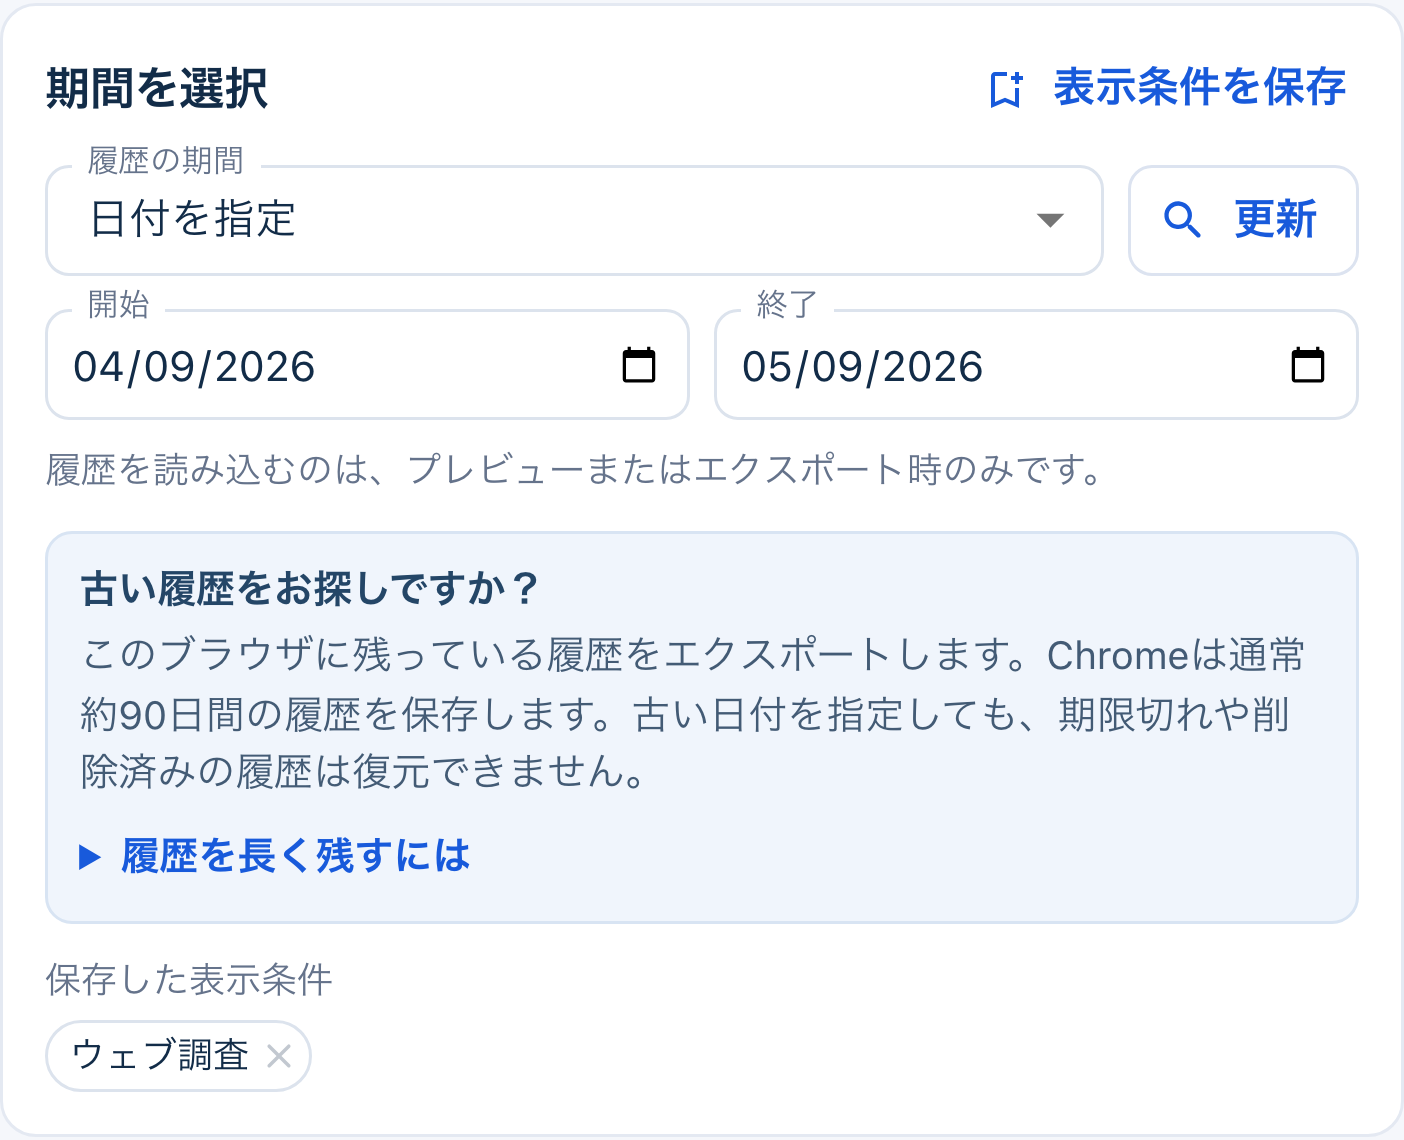 期間を選択
表示条件を保存
履歴の期間
日付を指定
更新
開始
終了
04/09/2026
05/09/2026
履歴を読み込むのは、プレビューまたはエクスポート時のみです。
古い履歴をお探しですか？
このブラウザに残っている履歴をエクスポートします。Chromeは通常
約90日間の履歴を保存します。古い日付を指定しても、期限切れや削
除済みの履歴は復元できません。
履歴を長く残すには
保存した表示条件
ウェブ調査